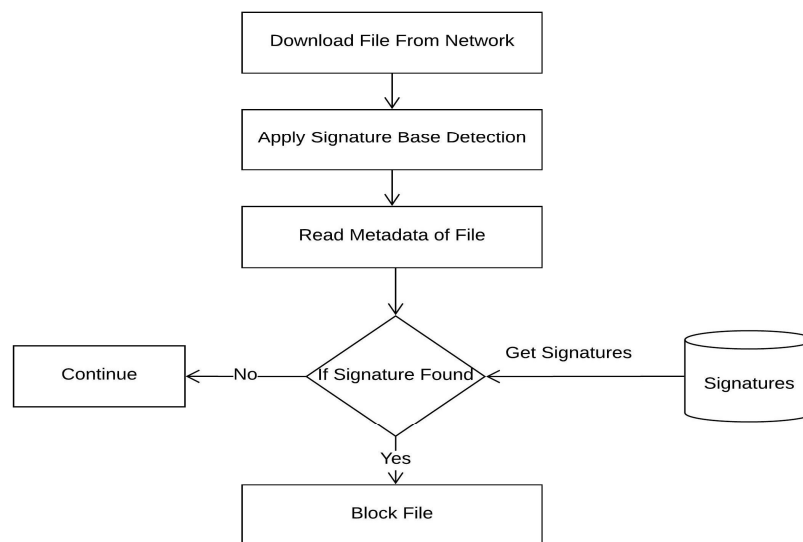 Download File From Network
Apply Signature Base Detection
Read Metadata of File
Get Signatures
Continue
No
If Signature Found
Signatures
Yes
Block File